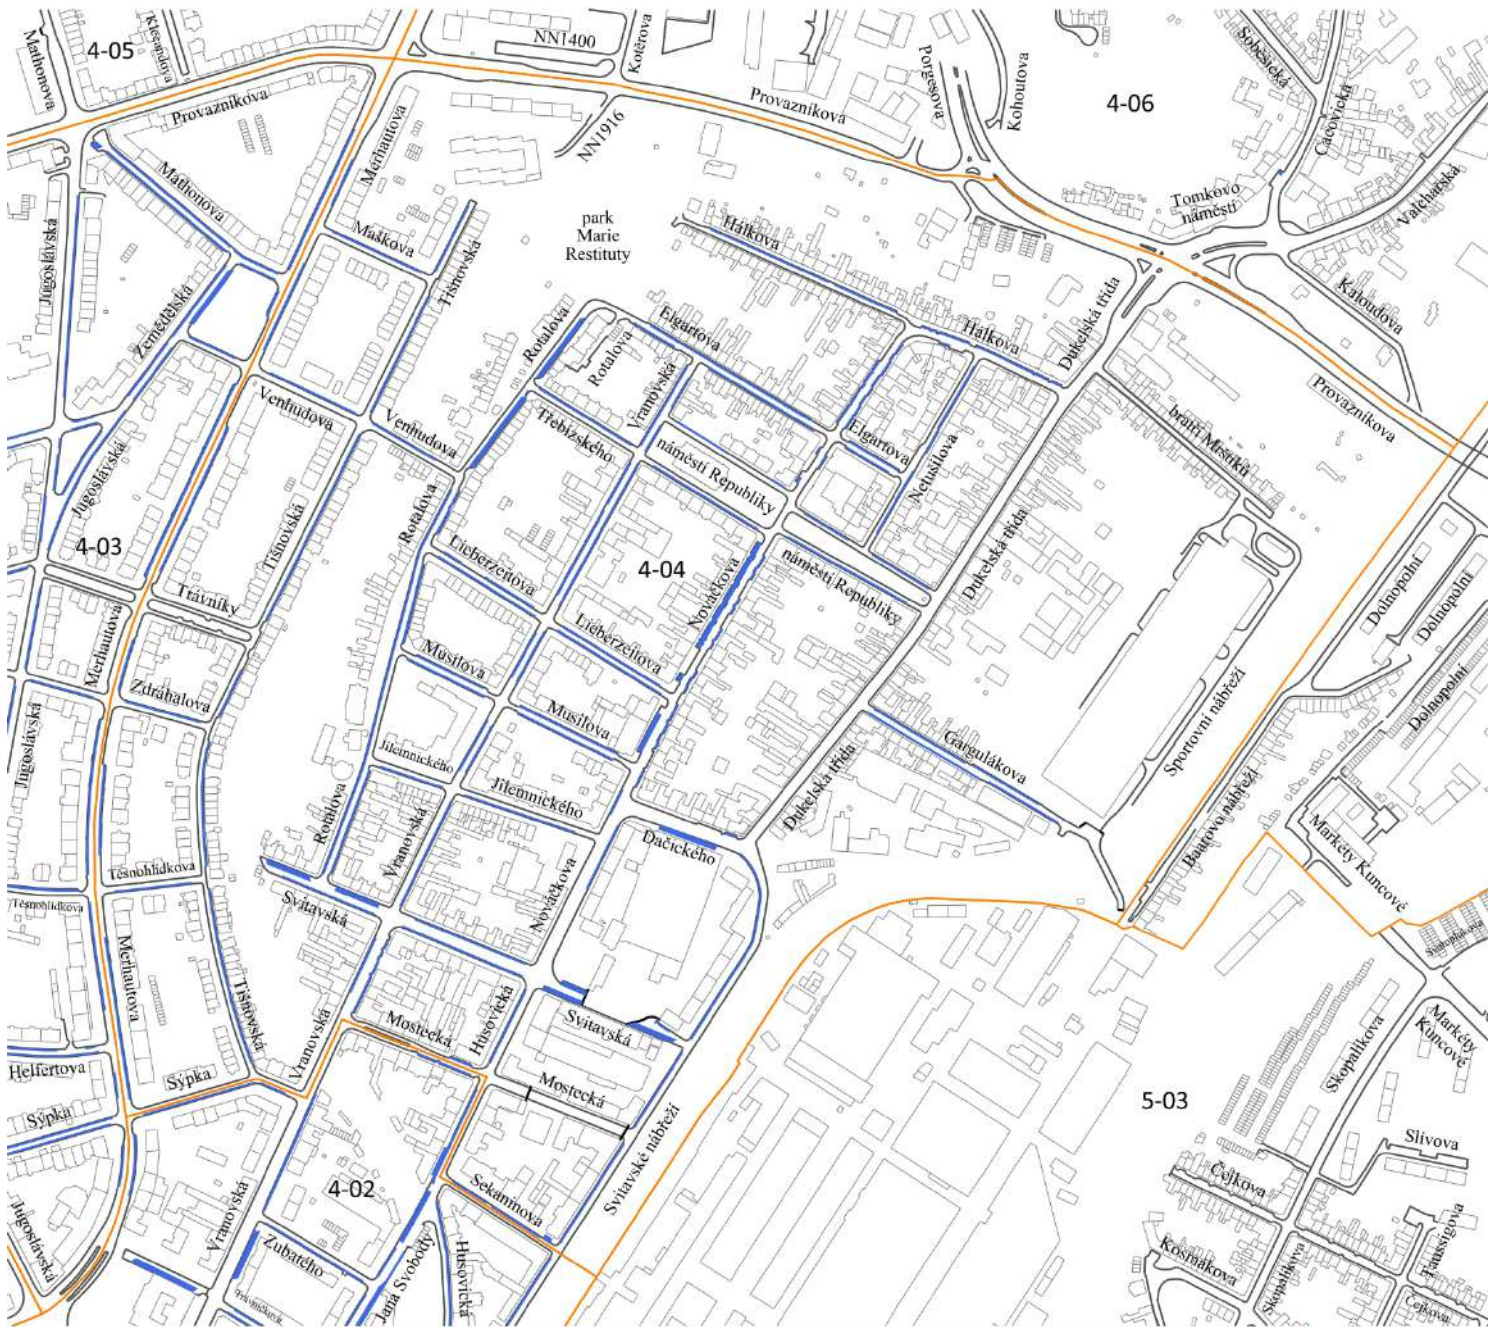 4-05
Klesandova
Mathonova
NN1400
Kotěrova
Porgesova
Kohoutova
4-06
Soběšická
Cacovická
Provazníkova
Provazníkova
NN1916
Merhautova
Mathonova
Valchařská
Tomkovo
náměstí
park
Marie
Restituty
Hálkova
Maškova
Tišnovská
Jugoslávská
Zemědělská
Kaloudova
Dukelská třída
Hálkova
Rotalova
Rotalova
Elgartova
Vranovská
Provazníkova
Venhudova
Venhudova
Třebízského
Elgartova
bratří Mrštíků
náměstí Republiky
Netušilova
Jugoslávská
4-03
Tišnovská
Rotalova
Lieberzeitova
4-04
Nováčkova
náměstí Republiky
Dukelská třída
Dolnopolní
Dolnopolní
Trávníky
Merhautova
Lieberzeitova
Musilova
Zdráhalova
Musilova
Dolnopolní
Jugoslávská
Jilemnického
Jilemnického
Gargulákova
Sportovní nábřeží
Dukelská třída
Rotalova
Vranovská
Dačického
Baarovo nábřeží
Markéty Kuncové
Těsnohlídkova
Těsnohlídkova
Svitavská
Nováčkova
Svatoplukova
Merhautova
Tišnovská
Vranovská
Mostecká
Husovická
Svitavská
Skopalíkova
Markéty
Kuncové
Helfertova
Sýpka
Sýpka
Mostecká
5-03
Slívova
Svitavské nábřeží
Čejkova
4-02
Sekaninova
Vranovská
Jugoslávská
Zubatého
Jana Svobody
Husovická
Kosmákova
Skopalíkova
Taussigova
Trávníčkova
Čejkova